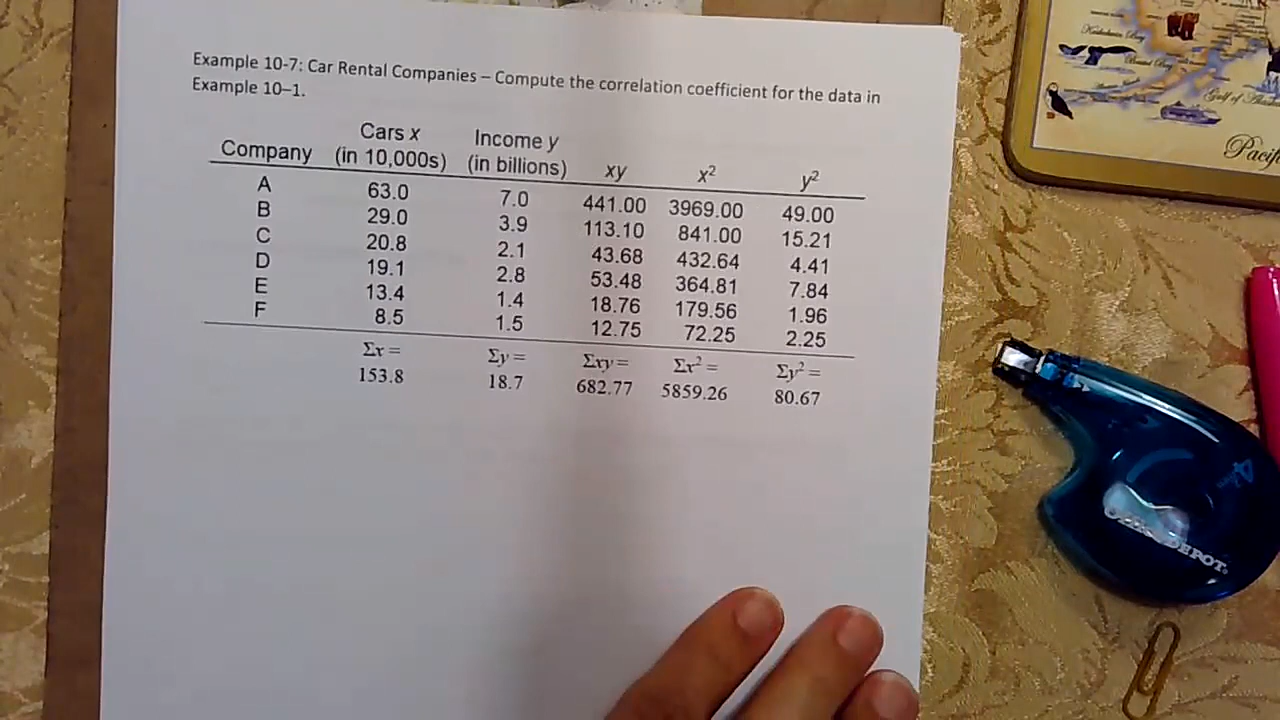 Example 10-7: Car Rental Companies – Compute the correlation coefficient for the data in
Example 10–1.
Company Cars x (in 10,000s) Income y (in billions) xy x² y²
A 63.0 7.0 441.00 3969.00 49.00
B 29.0 3.9 113.10 841.00 15.21
C 20.8 2.1 43.68 432.64 4.41
D 19.1 2.8 53.48 364.81 7.84
E 13.4 1.4 18.76 179.56 1.96
F 8.5 1.5 12.75 72.25 2.25
Σx = Σy = Σxy = Σx² = Σy² =
153.8 18.7 682.77 5859.26 80.67
Gulf of
Pacif
DEPOT